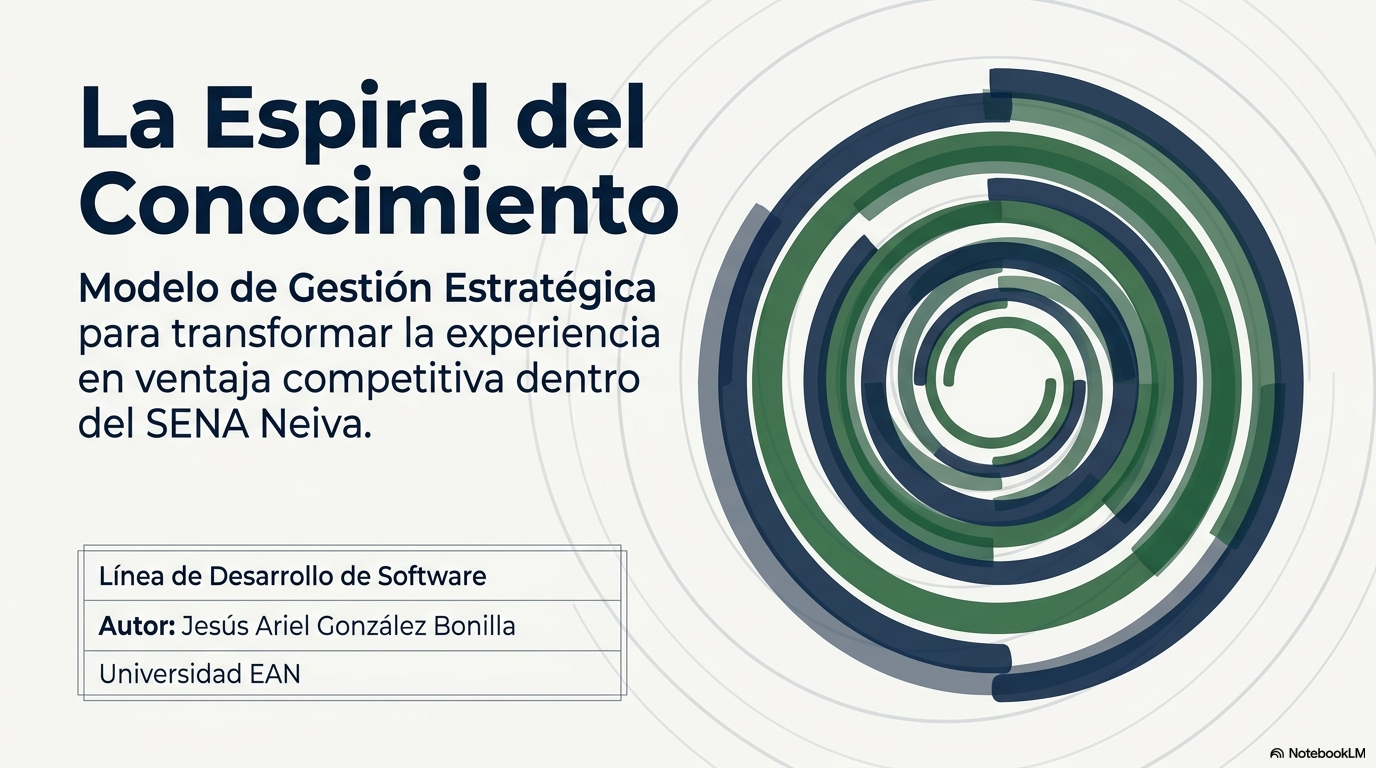 La Espiral del
Conocimiento
Modelo de Gestión Estratégica
para transformar la experiencia
en ventaja competitiva dentro
del SENA Neiva.
Línea de Desarrollo de Software
Autor: Jesús Ariel González Bonilla
Universidad EAN
NotebookLM